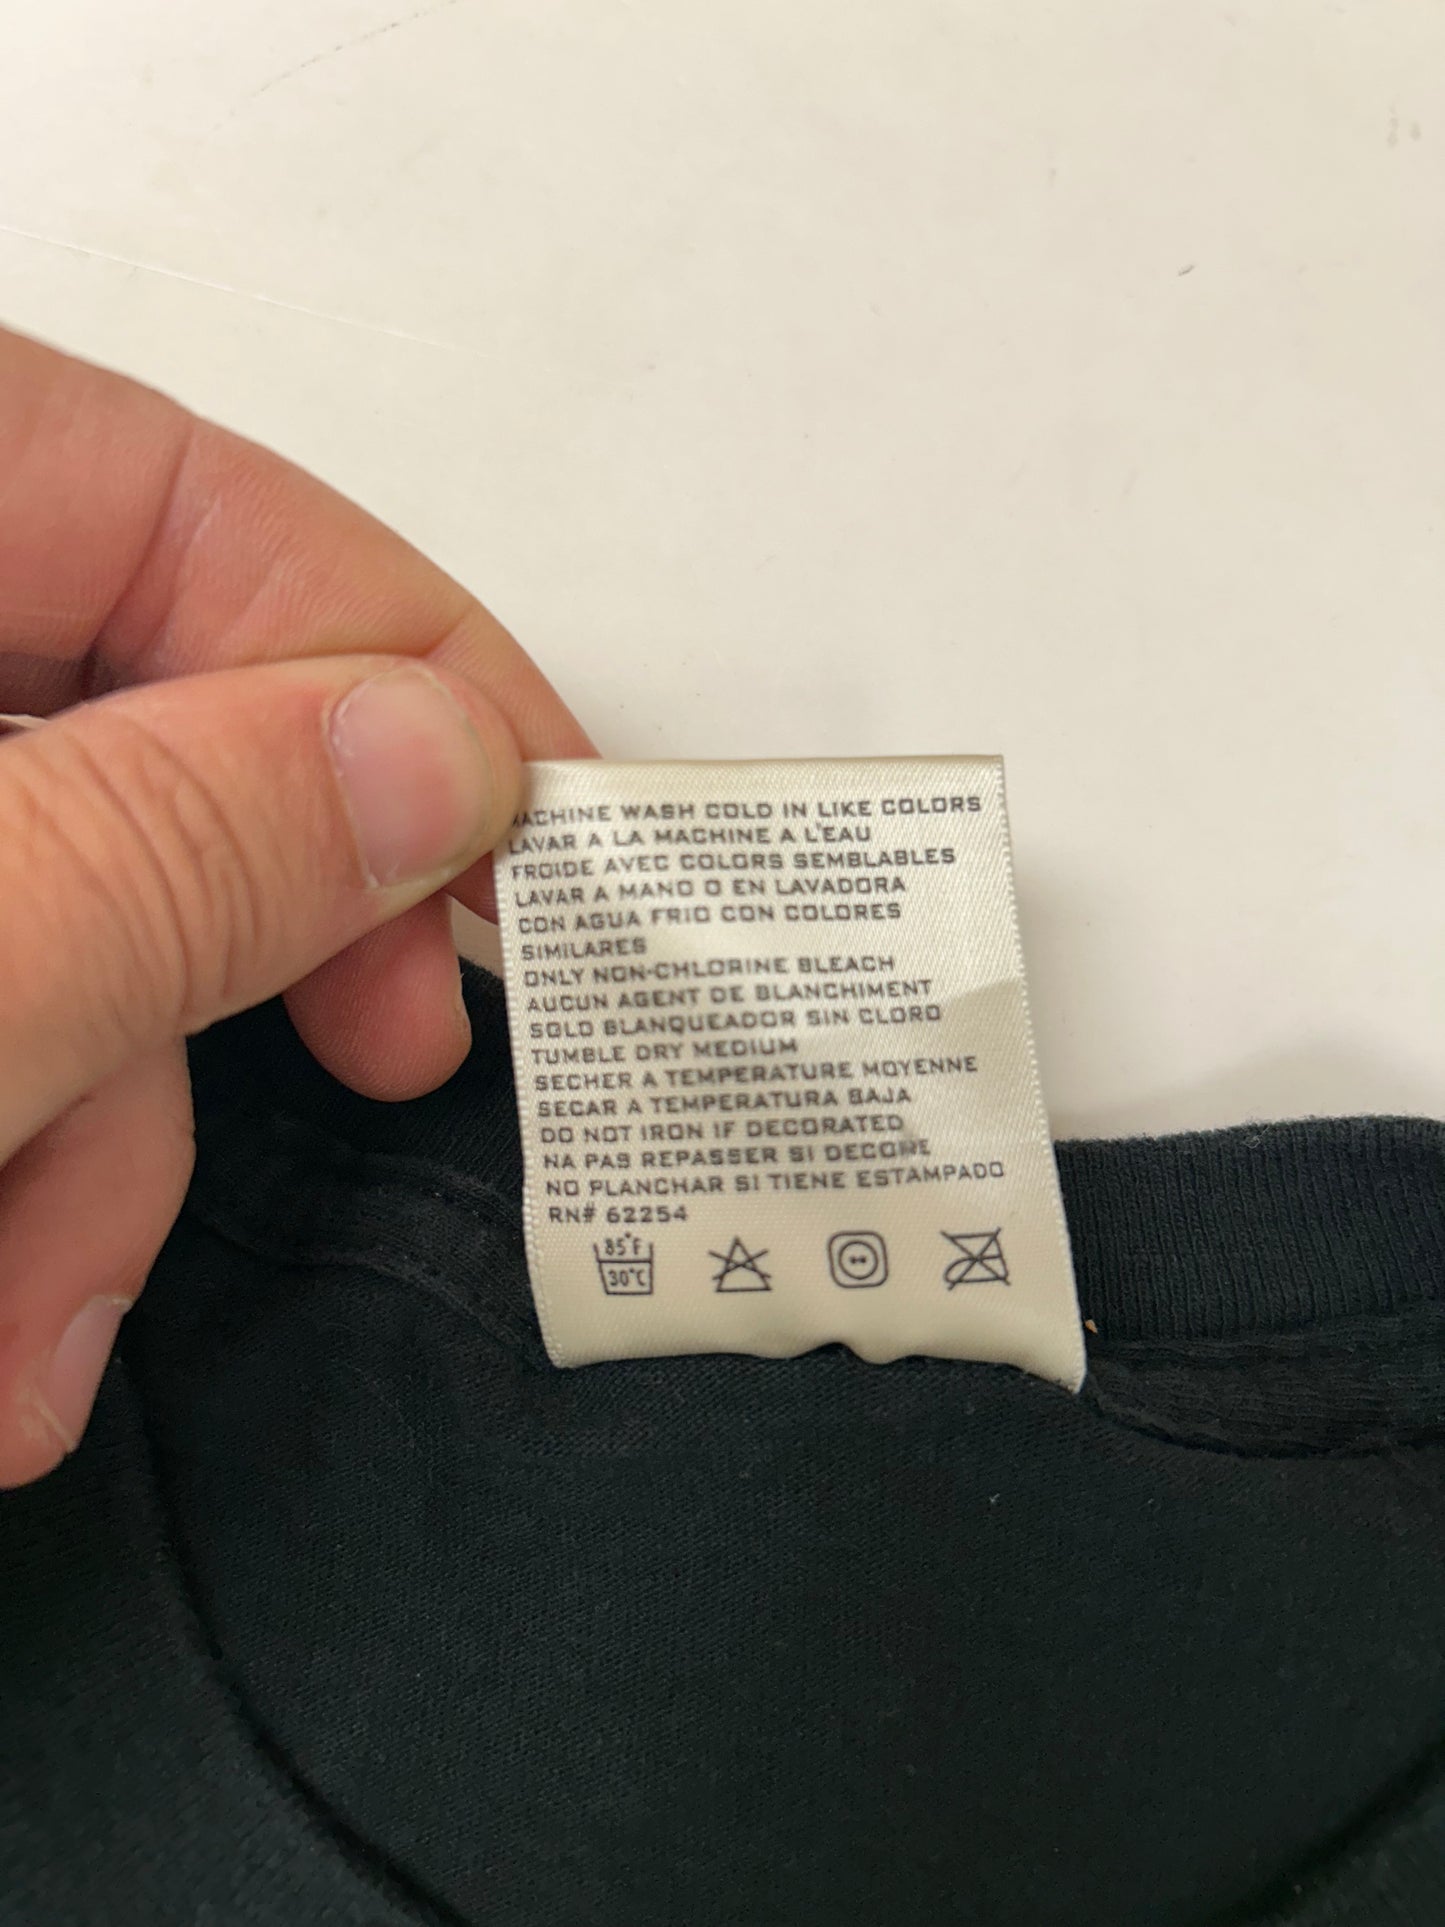 MACHINE WASH COLD IN LIKE COLORS
LAVAR A LA MACHINE A L'EAU
FROIDE AVEC COLORS SEMBLABLES
LAVAR A MANO O EN LAVADORA
CON AGUA FRIO CON COLORES
SIMILARES
ONLY NON-CHLORINE BLEACH
AUCUN AGENT DE BLANCHIMENT
SOLO BLANQUEADOR SIN CLORO
TUMBLE DRY MEDIUM
SECHER A TEMPERATURE MOYENNE
SECAR A TEMPERATURA BAJA
DO NOT IRON IF DECORATED
NA PAS REPASSER SI DECORE
NO PLANCHAR SI TIENE ESTAMPADO
RN# 62254
85°F
30°C